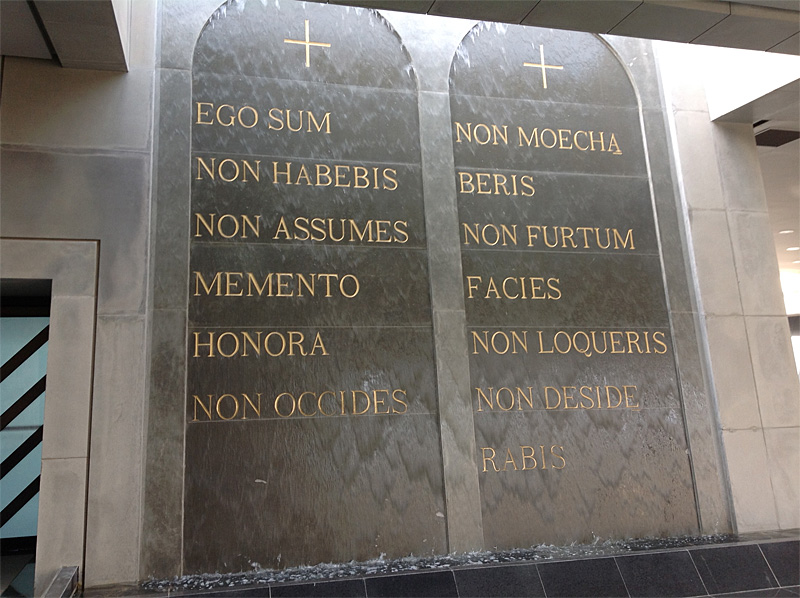 EGO SUM
NON HABEBIS
NON ASSUMES
MEMENTO
HONORA
NON OCCIDES
NON MOECHA
BERIS
NON FURTUM
FACIES
NON LOQUERIS
NON DESIDE
RABIS